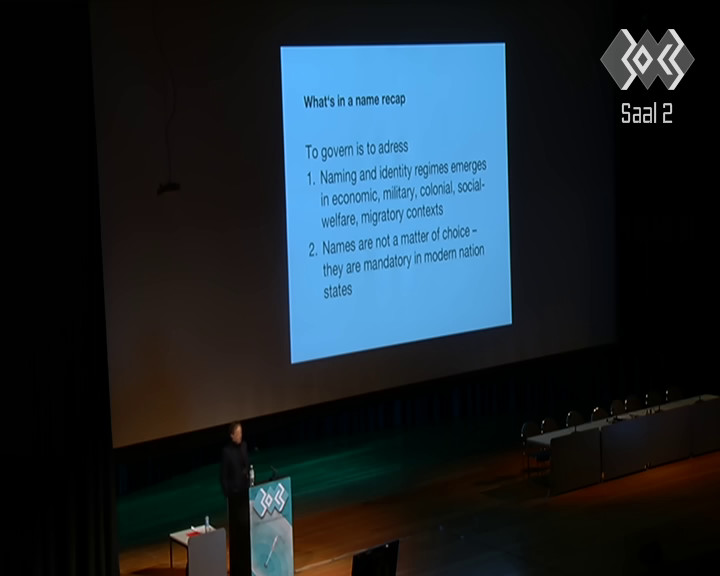 What's in a name recap
To govern is to adress
1. Naming and identity regimes emerges
in economic, military, colonial, social-
welfare, migratory contexts
2. Names are not a matter of choice –
they are mandatory in modern nation
states
30C3
Saal 2
30C3